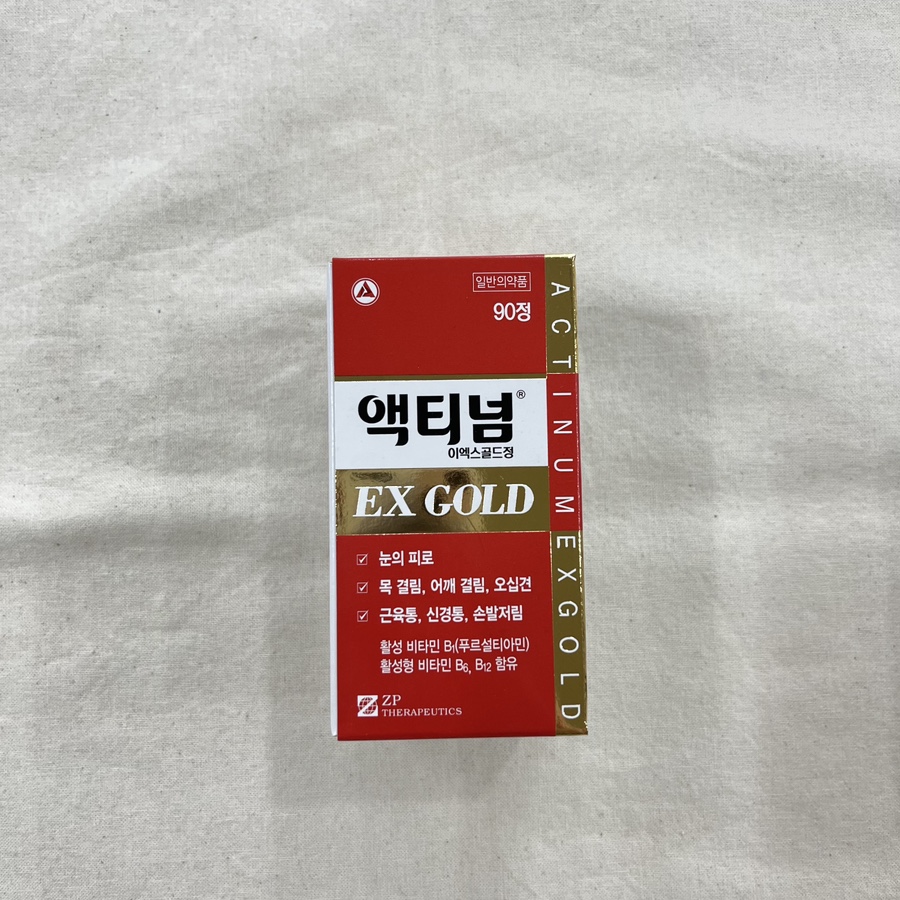 일반의약품
90정
액티넘®
이엑스골드정
EX GOLD
눈의 피로
목 결림, 어깨 결림, 오십견
근육통, 신경통, 손발저림
활성 비타민 B₁(푸르설티아민)
활성형 비타민 B₆, B₁₂ 함유
ZP
THERAPEUTICS
ACTINUM EX GOLD